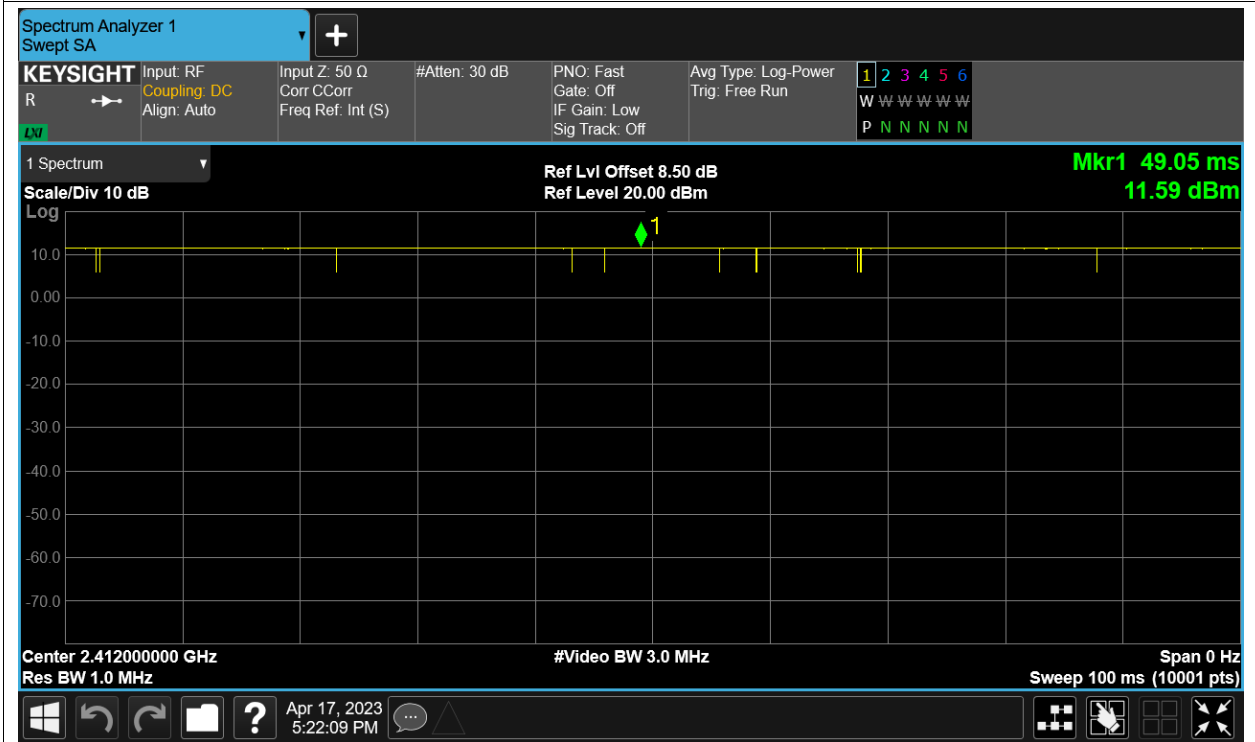 Spectrum Analyzer 1
Swept SA
+
KEYSIGHT
R
LXI
Input: RF
Coupling: DC
Align: Auto
Input Z: 50 Ω
Corr CCorr
Freq Ref: Int (S)
#Atten: 30 dB
PNO: Fast
Gate: Off
IF Gain: Low
Sig Track: Off
Avg Type: Log-Power
Trig: Free Run
1 2 3 4 5 6
W W W W W W
P N N N N N
1 Spectrum
Scale/Div 10 dB
Ref Lvl Offset 8.50 dB
Ref Level 20.00 dBm
Mkr1 49.05 ms
11.59 dBm
Log
1
10.0
0.00
-10.0
-20.0
-30.0
-40.0
-50.0
-60.0
-70.0
Center 2.412000000 GHz
#Video BW 3.0 MHz
Span 0 Hz
Res BW 1.0 MHz
Sweep 100 ms (10001 pts)
?
Apr 17, 2023
5:22:09 PM